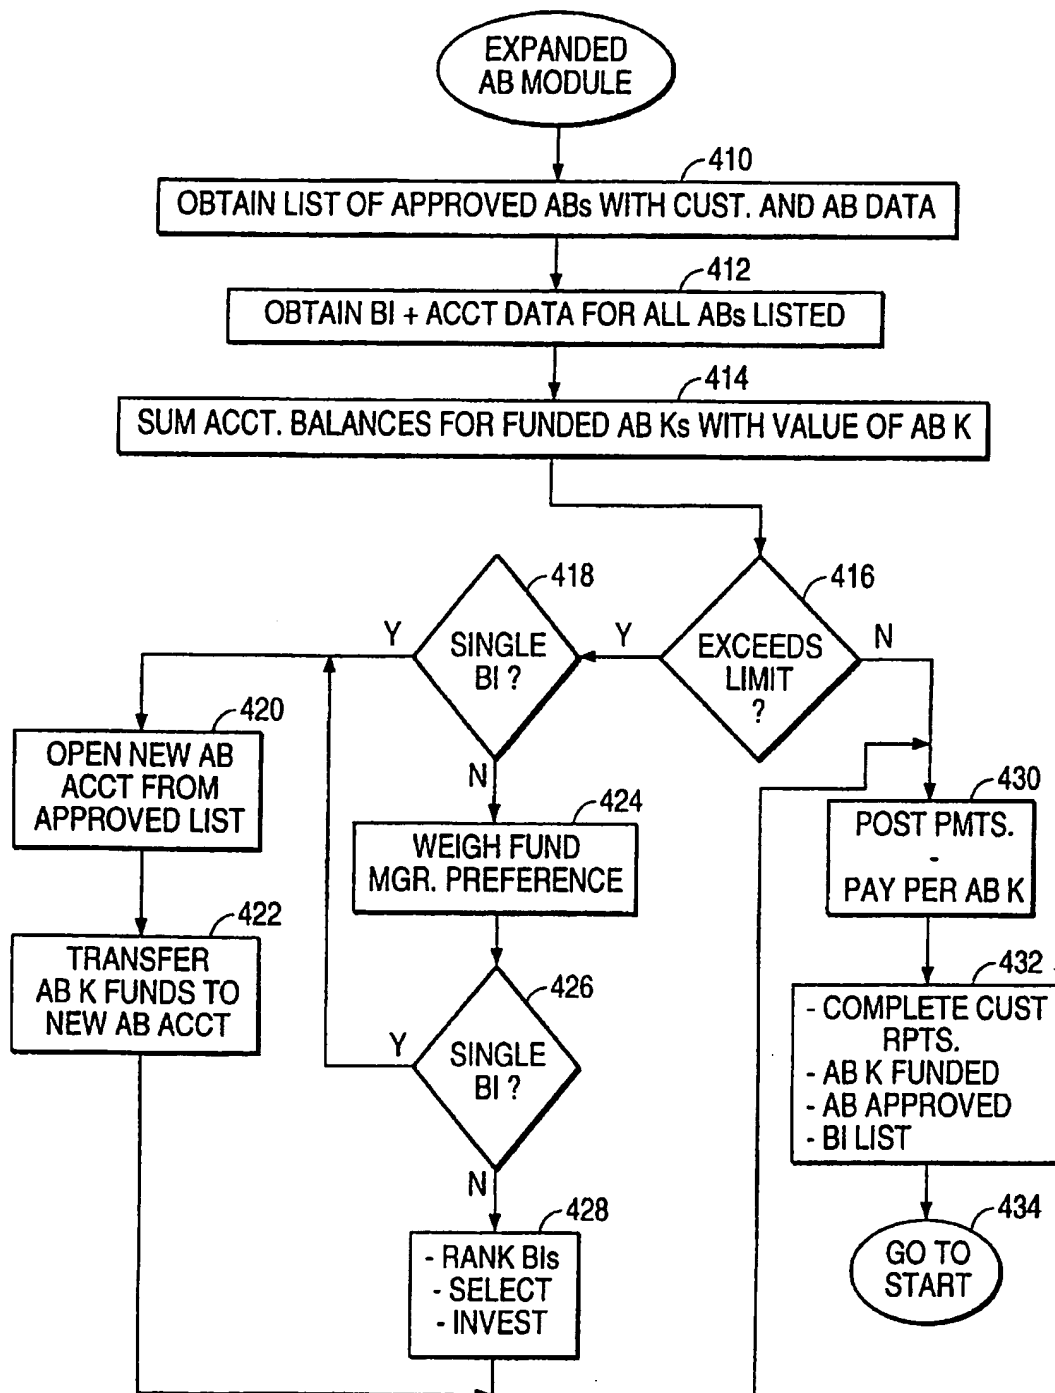 EXPANDED
AB MODULE
410
OBTAIN LIST OF APPROVED ABs WITH CUST. AND AB DATA
412
OBTAIN BI + ACCT DATA FOR ALL ABs LISTED
414
SUM ACCT. BALANCES FOR FUNDED AB Ks WITH VALUE OF AB K
416
EXCEEDS
LIMIT
?
Y
N
418
SINGLE
BI ?
Y
N
420
OPEN NEW AB
ACCT FROM
APPROVED LIST
422
TRANSFER
AB K FUNDS TO
NEW AB ACCT
424
WEIGH FUND
MGR. PREFERENCE
426
SINGLE
BI ?
Y
N
428
- RANK BIs
- SELECT
- INVEST
430
POST PMTS.
-
PAY PER AB K
432
- COMPLETE CUST
RPTS.
- AB K FUNDED
- AB APPROVED
- BI LIST
434
GO TO
START